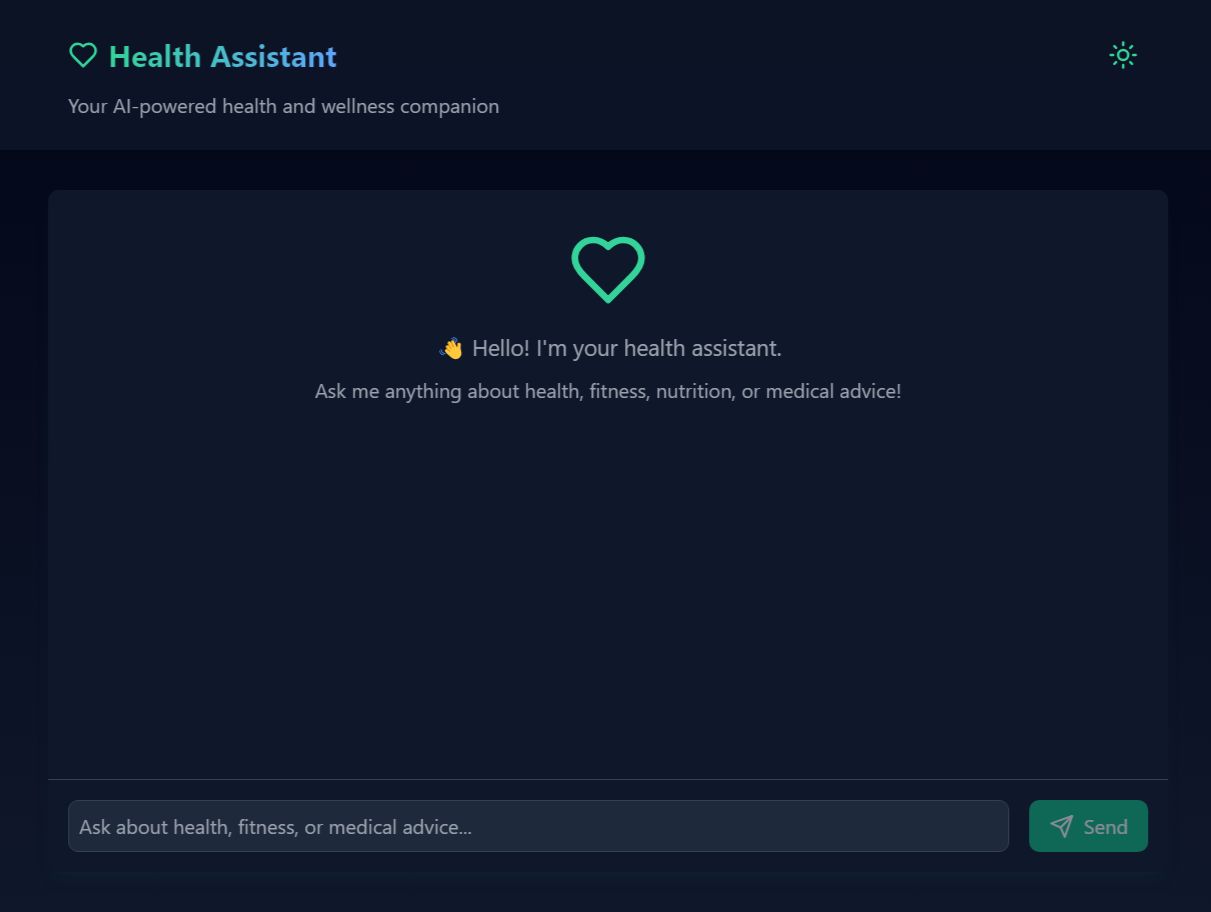 Health Assistant
Your AI-powered health and wellness companion
👋 Hello! I'm your health assistant.
Ask me anything about health, fitness, nutrition, or medical advice!
Ask about health, fitness, or medical advice...
Send